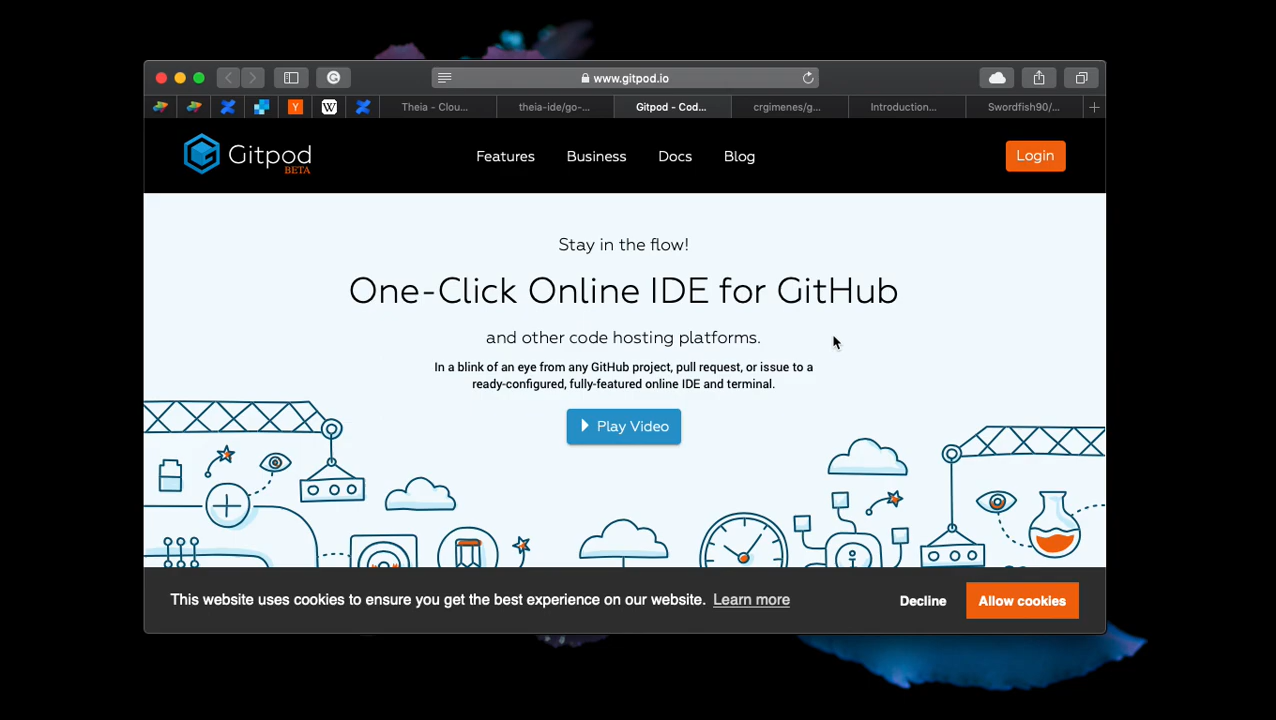 www.gitpod.io
Theia - Clou...
theia-ide/go-...
Gitpod - Cod...
crgimenes/g...
Introduction...
Swordfish90/...
Gitpod
BETA
Features
Business
Docs
Blog
Login
Stay in the flow!
One-Click Online IDE for GitHub
and other code hosting platforms.
In a blink of an eye from any GitHub project, pull request, or issue to a
ready-configured, fully-featured online IDE and terminal.
Play Video
This website uses cookies to ensure you get the best experience on our website. Learn more
Decline
Allow cookies